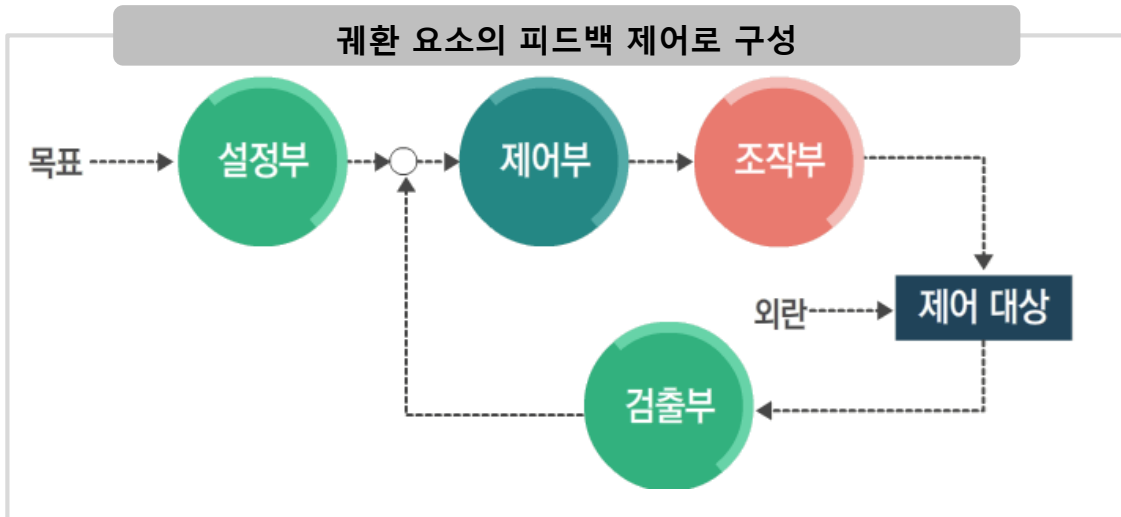 궤환 요소의 피드백 제어로 구성
목표
설정부
제어부
조작부
외란
제어 대상
검출부